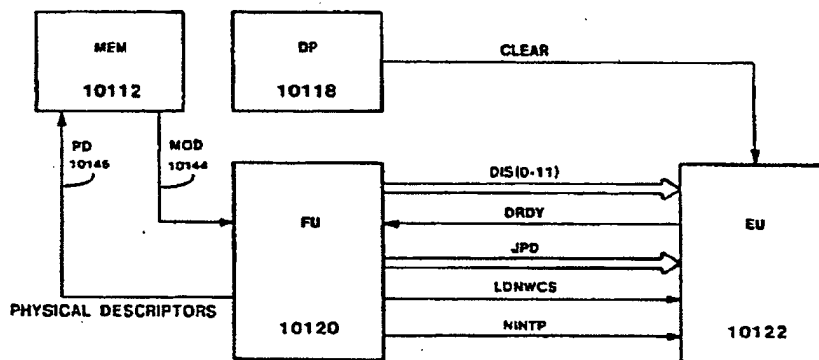 MEM
10112
DP
10118
CLEAR
PD
10146
MOD
10144
FU
10120
DIS(0-11)
DRDY
JPD
LDNWCS
NINTP
EU
10122
PHYSICAL DESCRIPTORS